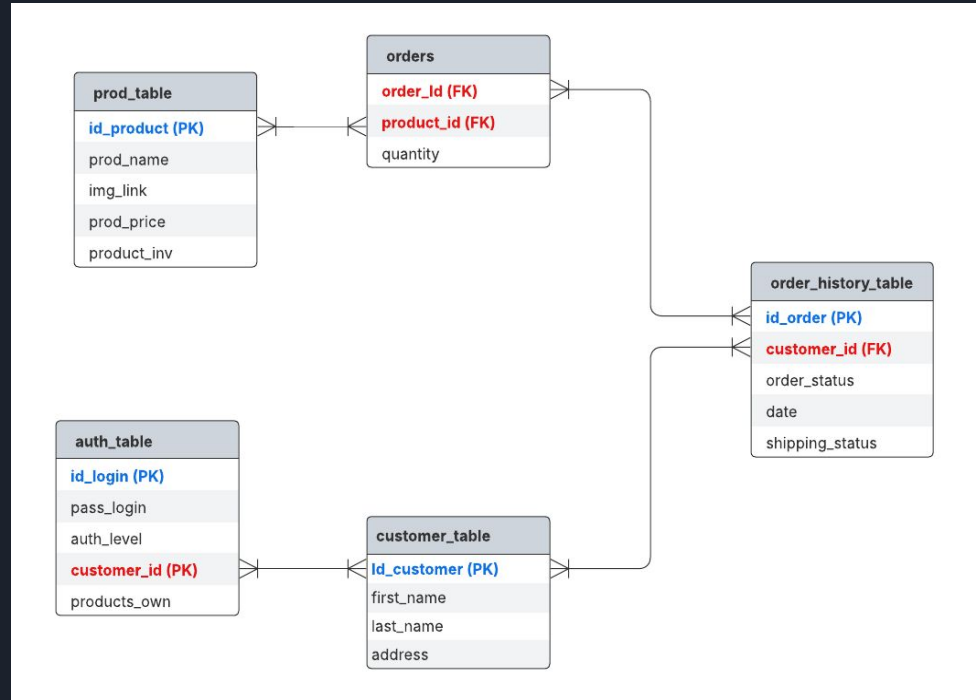 orders
order_Id (FK)
product_id (FK)
quantity
prod_table
id_product (PK)
prod_name
img_link
prod_price
product_inv
order_history_table
id_order (PK)
customer_id (FK)
order_status
date
shipping_status
auth_table
id_login (PK)
pass_login
auth_level
customer_id (PK)
products_own
customer_table
Id_customer (PK)
first_name
last_name
address